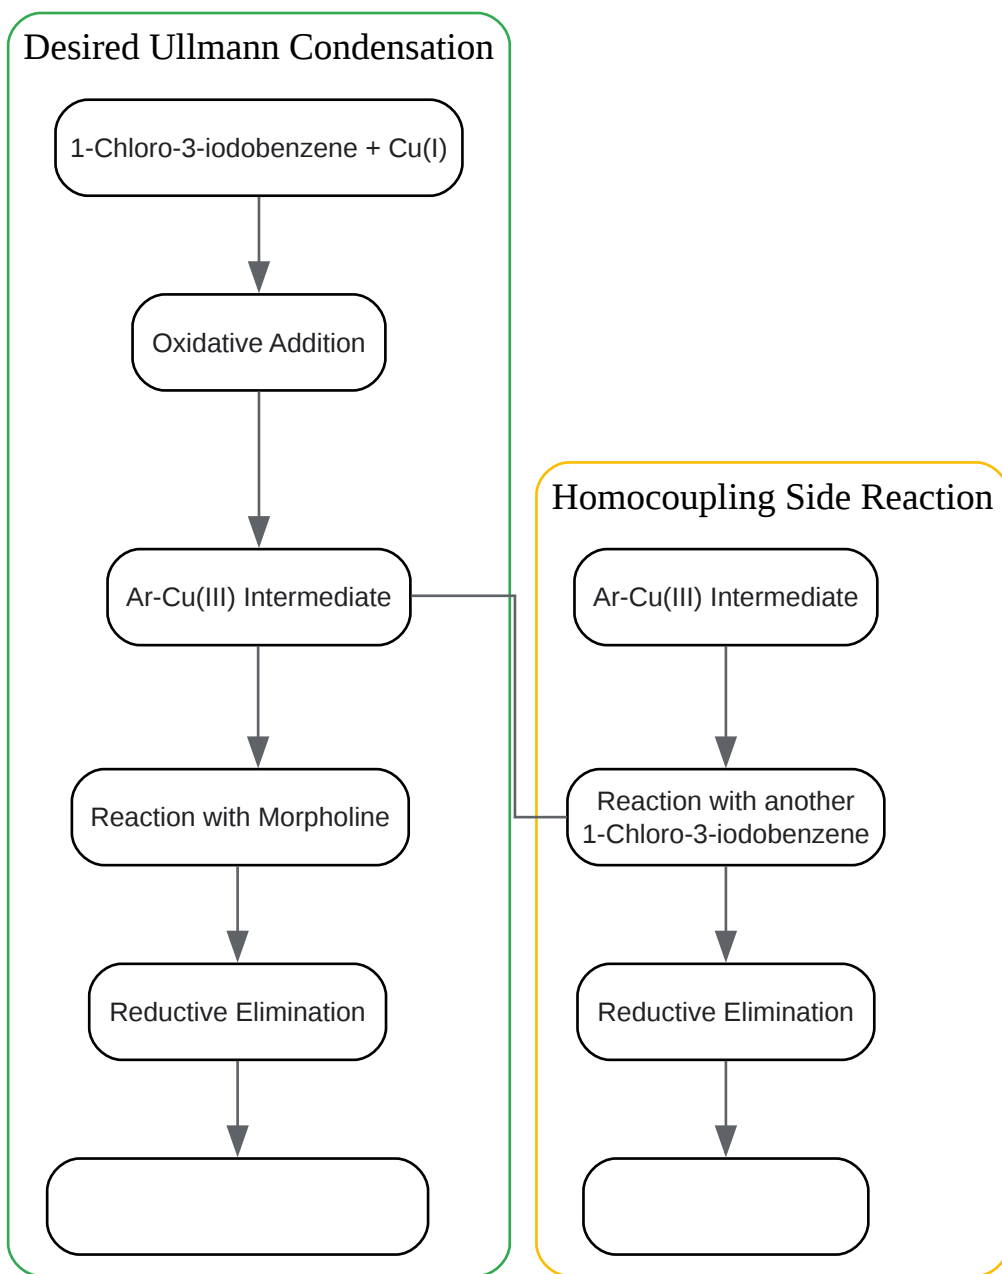 Desired Ullmann Condensation
1-Chloro-3-iodobenzene + Cu(I)
Oxidative Addition
Ar-Cu(III) Intermediate
Reaction with Morpholine
Reductive Elimination
Homocoupling Side Reaction
Ar-Cu(III) Intermediate
Reaction with another
1-Chloro-3-iodobenzene
Reductive Elimination